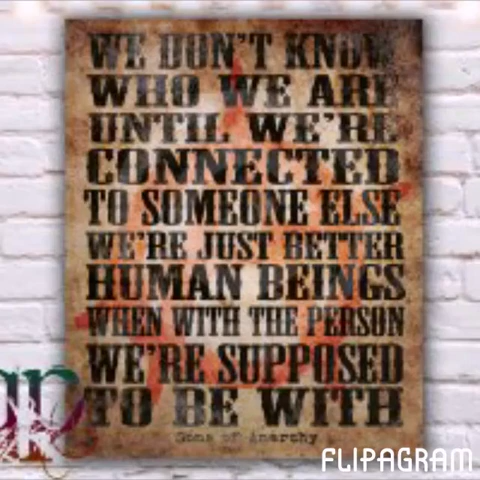 WE DON'T KNOW
WHO WE ARE
UNTIL WE'RE
CONNECTED
TO SOMEONE ELSE
WE'RE JUST BETTER
HUMAN BEINGS
WHEN WITH THE PERSON
WE'RE SUPPOSED
TO BE WITH
Sons of Anarchy
FLIPAGRAM